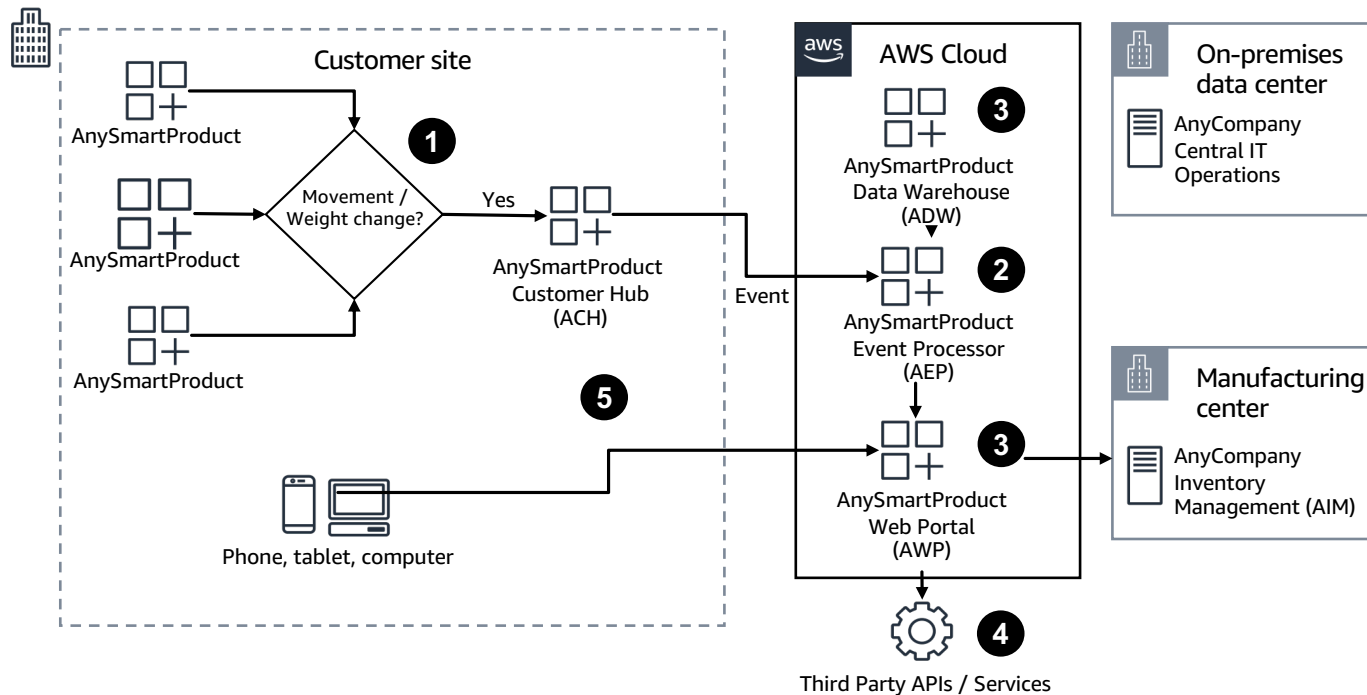 Customer site
AnySmartProduct
1
Movement /
Weight change?
Yes
AnySmartProduct
AnySmartProduct
AnySmartProduct
Customer Hub
(ACH)
Event
5
Phone, tablet, computer
aws
AWS Cloud
3
AnySmartProduct
Data Warehouse
(ADW)
2
AnySmartProduct
Event Processor
(AEP)
3
AnySmartProduct
Web Portal
(AWP)
4
Third Party APIs / Services
On-premises
data center
AnyCompany
Central IT
Operations
Manufacturing
center
AnyCompany
Inventory
Management (AIM)